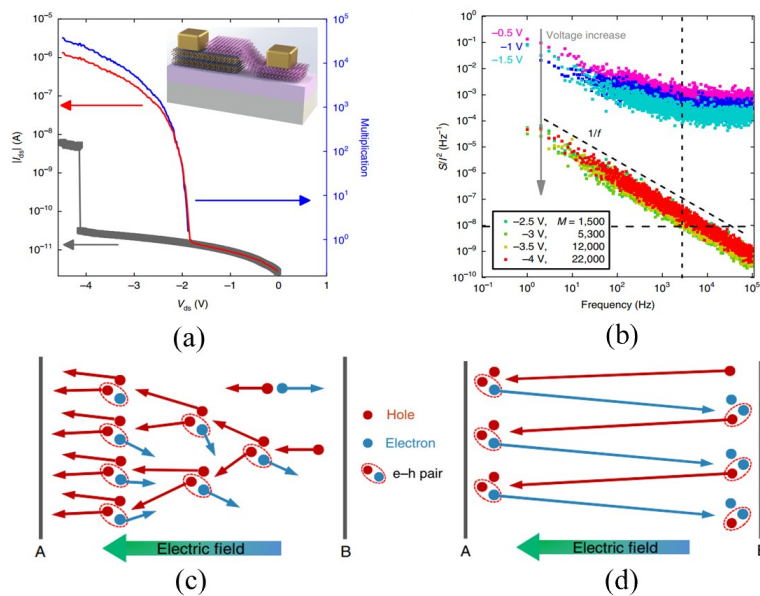 10⁻⁵
10⁻⁶
10⁻⁷
10⁻⁸
10⁻⁹
10⁻¹⁰
10⁻¹¹
|I_ds| (A)
10⁵
10⁴
10³
10²
10¹
10⁰
Multiplication
−4 −3 −2 −1 0 1
V_ds (V)
(a)
10¹
10⁰
10⁻¹
10⁻²
10⁻³
10⁻⁴
10⁻⁵
10⁻⁶
10⁻⁷
10⁻⁸
10⁻⁹
10⁻¹⁰
S/I² (Hz⁻¹)
−0.5 V
−1 V
−1.5 V
Voltage increase
1/f
−2.5 V, M = 1,500
−3 V, 5,300
−3.5 V, 12,000
−4 V, 22,000
10⁻¹ 10⁰ 10¹ 10² 10³ 10⁴ 10⁵
Frequency (Hz)
(b)
Hole
Electron
e–h pair
A
Electric field
B
(c)
A
Electric field
(d)